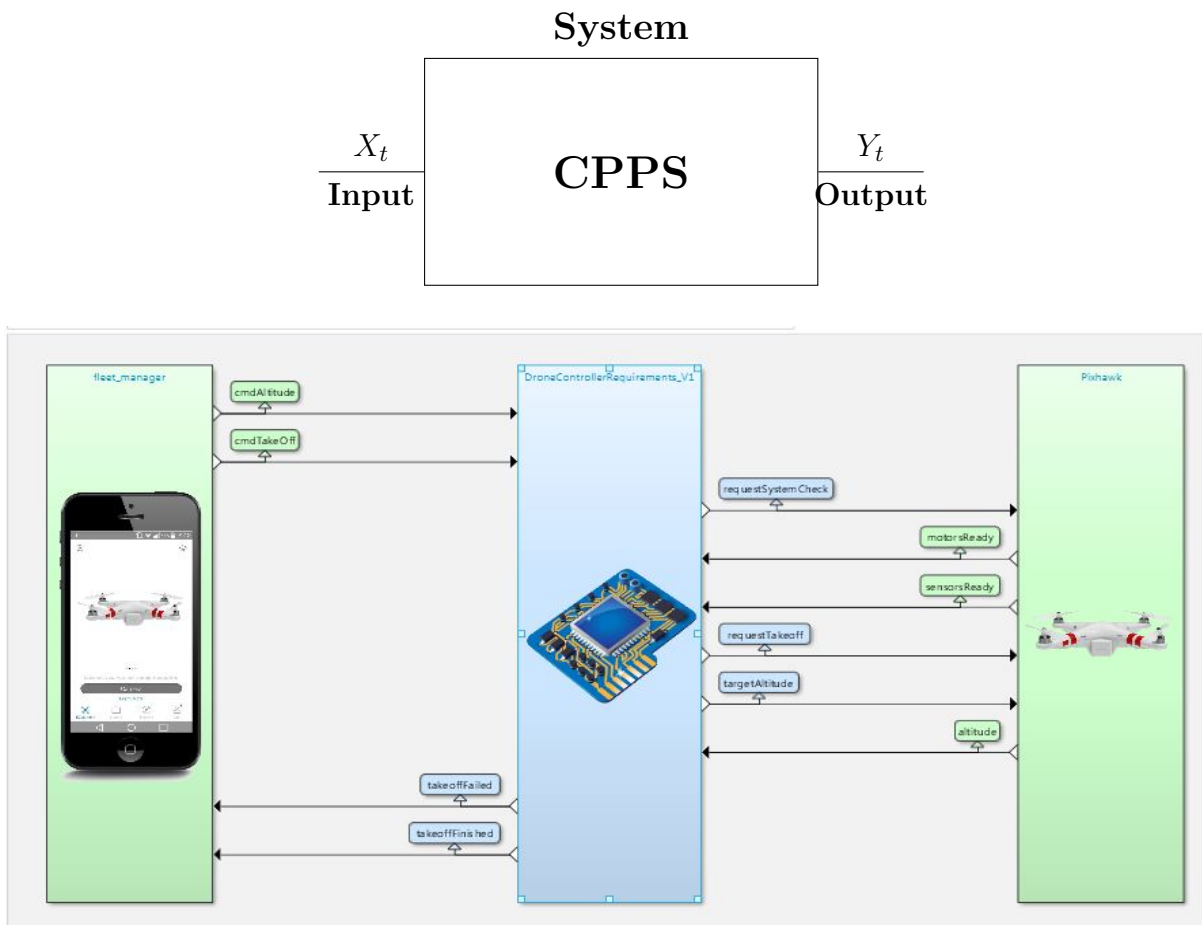 System
X_t
Input
CPPS
Y_t
Output
fleet_manager
DroneControllerRequirements_V1
Pixhawk
cmdAltitude
cmdTakeOff
requestSystemCheck
motorsReady
sensorsReady
requestTakeoff
targetAltitude
altitude
takeoffFailed
takeoffFinished